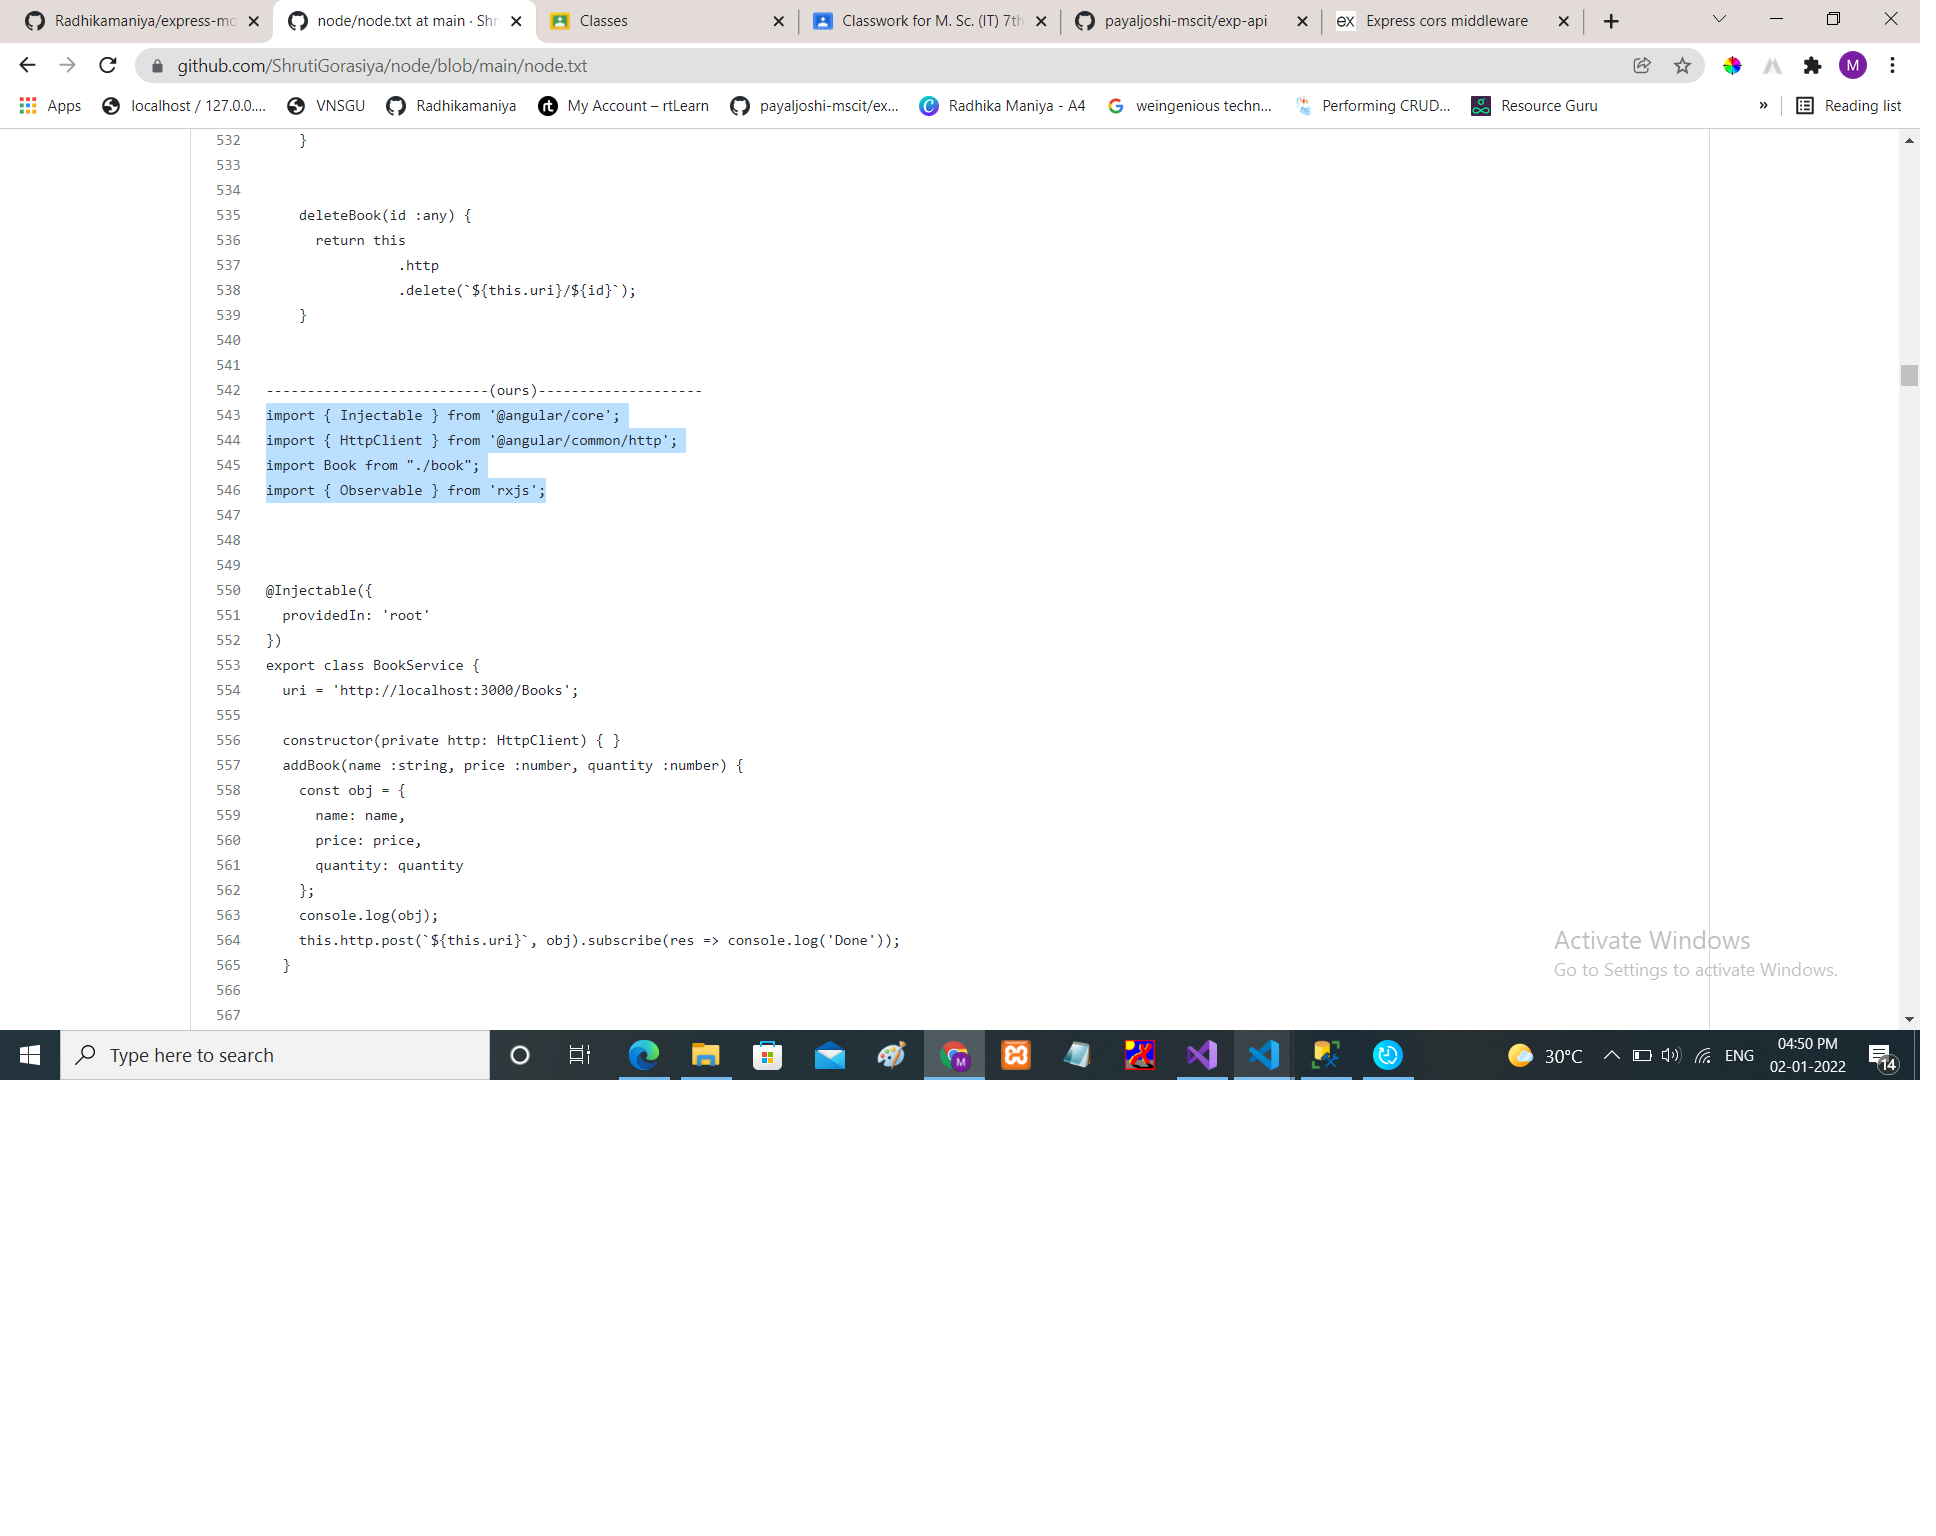 Radhikamaniya/express-mo
node/node.txt at main · Shr
Classes
Classwork for M. Sc. (IT) 7th
payaljoshi-mscit/exp-api
ex Express cors middleware
github.com/ShrutiGorasiya/node/blob/main/node.txt
M
Apps
localhost / 127.0.0....
VNSGU
Radhikamaniya
rt My Account – rtLearn
payaljoshi-mscit/ex...
Radhika Maniya - A4
weingenious techn...
Performing CRUD...
Resource Guru
»
Reading list
532 }
533
534
535 deleteBook(id :any) {
536 return this
537 .http
538 .delete(`${this.uri}/${id}`);
539 }
540
541
542 ---------------------------(ours)--------------------
543 import { Injectable } from '@angular/core';
544 import { HttpClient } from '@angular/common/http';
545 import Book from "./book";
546 import { Observable } from 'rxjs';
547
548
549
550 @Injectable({
551 providedIn: 'root'
552 })
553 export class BookService {
554 uri = 'http://localhost:3000/Books';
555
556 constructor(private http: HttpClient) { }
557 addBook(name :string, price :number, quantity :number) {
558 const obj = {
559 name: name,
560 price: price,
561 quantity: quantity
562 };
563 console.log(obj);
564 this.http.post(`${this.uri}`, obj).subscribe(res => console.log('Done'));
565 }
566
567
Activate Windows
Go to Settings to activate Windows.
Type here to search
M
30°C
ENG
04:50 PM
02-01-2022
14